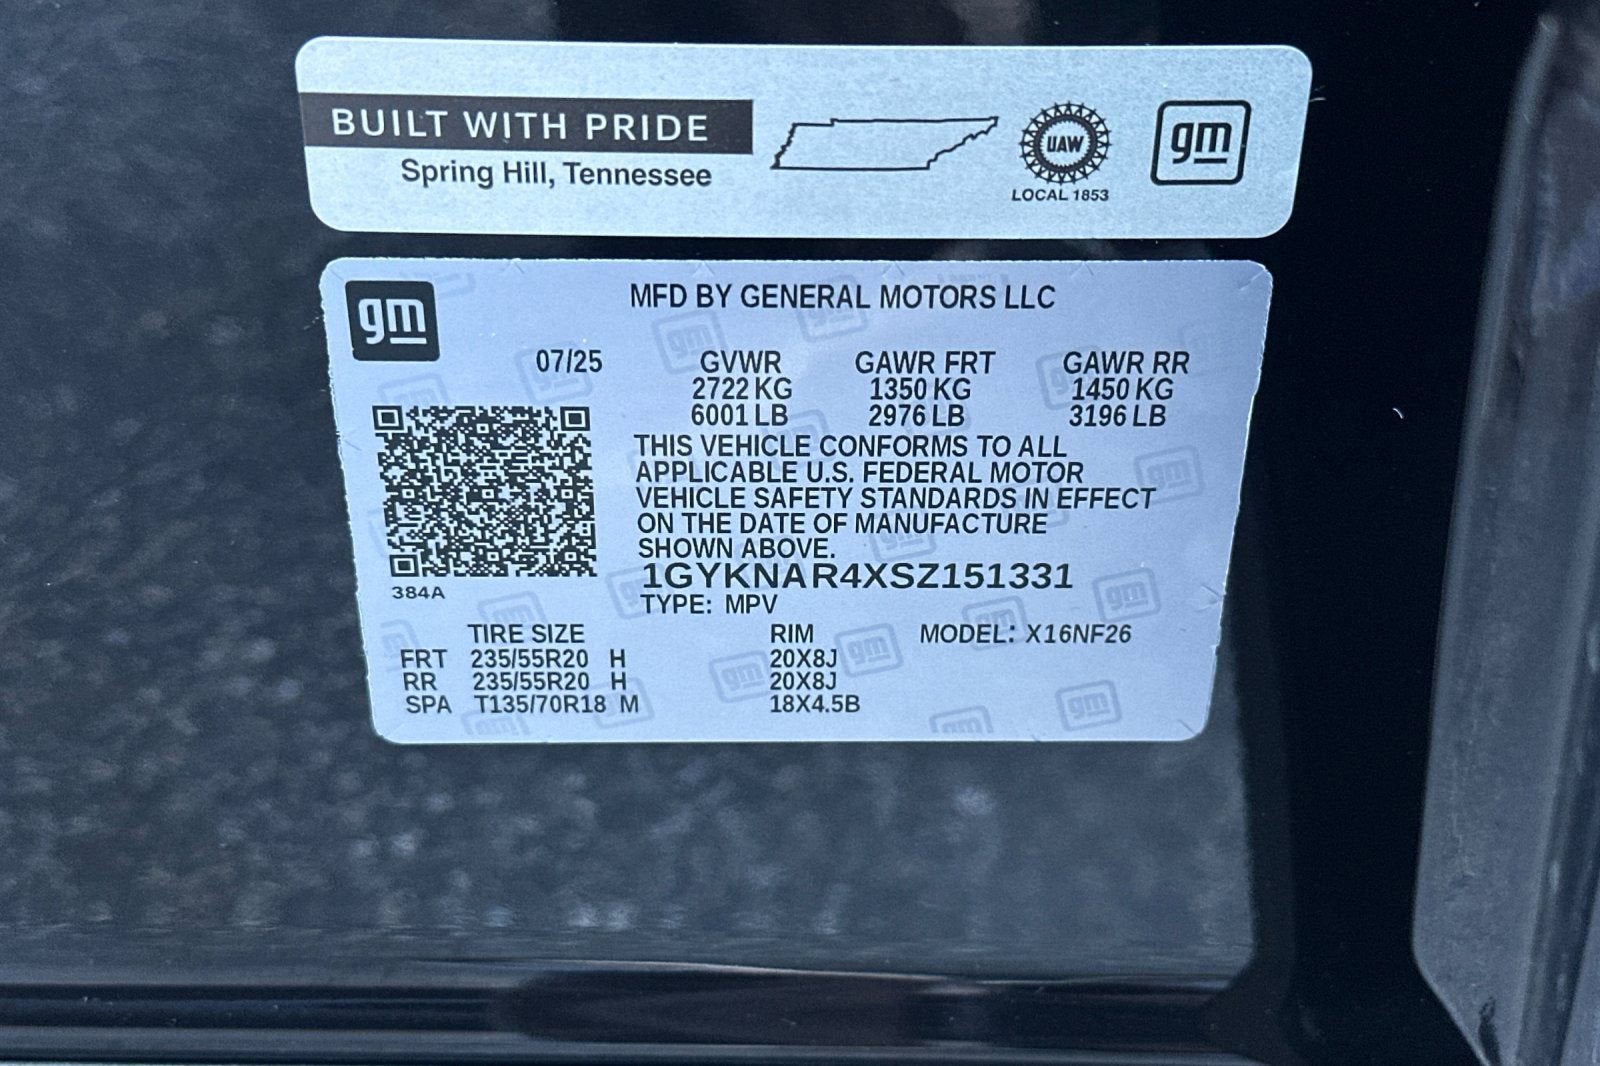 BUILT WITH PRIDE
Spring Hill, Tennessee
UAW
LOCAL 1853
gm
gm
MFD BY GENERAL MOTORS LLC
07/25 GVWR GAWR FRT GAWR RR
2722 KG 1350 KG 1450 KG
6001 LB 2976 LB 3196 LB
THIS VEHICLE CONFORMS TO ALL
APPLICABLE U.S. FEDERAL MOTOR
VEHICLE SAFETY STANDARDS IN EFFECT
ON THE DATE OF MANUFACTURE
SHOWN ABOVE.
1GYKNAR4XSZ151331
384A
TYPE: MPV
TIRE SIZE RIM MODEL: X16NF26
FRT 235/55R20 H 20X8J
RR 235/55R20 H 20X8J
SPA T135/70R18 M 18X4.5B